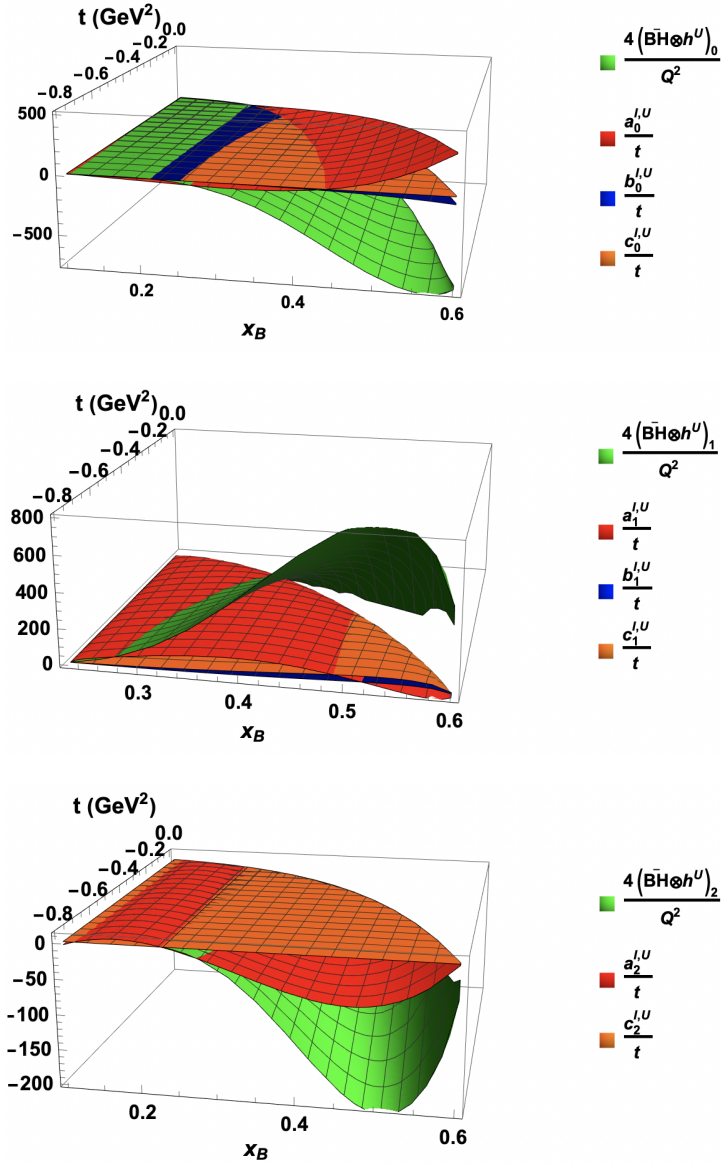 t (GeV²)
0.0
−0.2
−0.4
−0.6
−0.8
500
0
−500
0.2
0.4
0.6
x_B
4 (BH̄⊗h^U)_0 / Q²
a_0^{I,U} / t
b_0^{I,U} / t
c_0^{I,U} / t
t (GeV²)
0.0
−0.2
−0.4
−0.6
−0.8
800
600
400
200
0
0.3
0.4
0.5
0.6
x_B
4 (BH̄⊗h^U)_1 / Q²
a_1^{I,U} / t
b_1^{I,U} / t
c_1^{I,U} / t
t (GeV²)
0.0
−0.2
−0.4
−0.6
−0.8
0
−50
−100
−150
−200
0.2
0.4
0.6
x_B
4 (BH̄⊗h^U)_2 / Q²
a_2^{I,U} / t
c_2^{I,U} / t